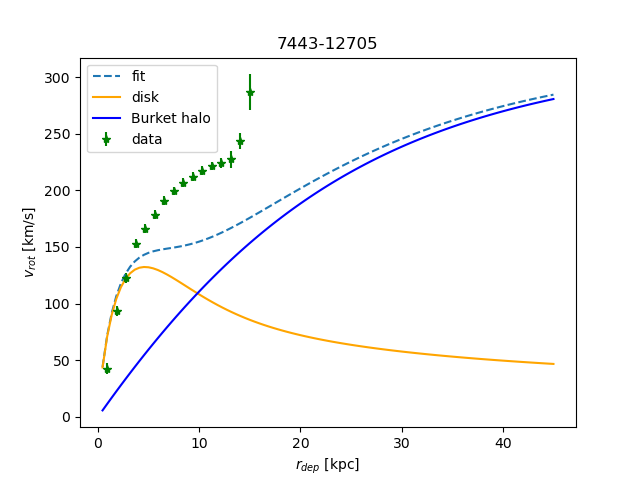 7443-12705
fit
disk
Burket halo
data
300
250
200
150
100
50
0
v_rot [km/s]
0 10 20 30 40
r_dep [kpc]